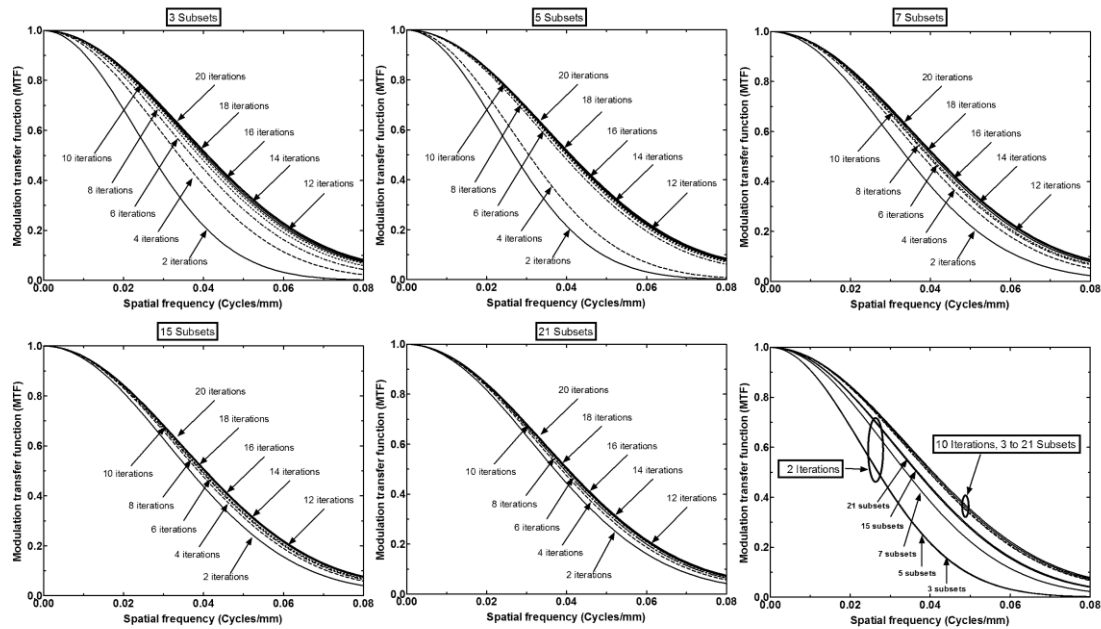 3 Subsets
Modulation transfer function (MTF)
1.0
0.8
0.6
0.4
0.2
0.0
20 iterations
18 iterations
16 iterations
14 iterations
12 iterations
10 iterations
8 iterations
6 iterations
4 iterations
2 iterations
0.00 0.02 0.04 0.06 0.08
Spatial frequency (Cycles/mm)
5 Subsets
Modulation transfer function (MTF)
1.0
0.8
0.6
0.4
0.2
0.0
20 iterations
18 iterations
16 iterations
14 iterations
12 iterations
10 iterations
8 iterations
6 iterations
4 iterations
2 iterations
0.00 0.02 0.04 0.06 0.08
Spatial frequency (Cycles/mm)
7 Subsets
Modulation transfer function (MTF)
1.0
0.8
0.6
0.4
0.2
0.0
20 iterations
18 iterations
16 iterations
14 iterations
12 iterations
10 iterations
8 iterations
6 iterations
4 iterations
2 iterations
0.00 0.02 0.04 0.06 0.08
Spatial frequency (Cycles/mm)
15 Subsets
Modulation transfer function (MTF)
1.0
0.8
0.6
0.4
0.2
0.0
20 iterations
18 iterations
16 iterations
14 iterations
12 iterations
10 iterations
8 iterations
6 iterations
4 iterations
2 iterations
0.00 0.02 0.04 0.06 0.08
Spatial frequency (Cycles/mm)
21 Subsets
Modulation transfer function (MTF)
1.0
0.8
0.6
0.4
0.2
0.0
20 iterations
18 iterations
16 iterations
14 iterations
12 iterations
10 iterations
8 iterations
6 iterations
4 iterations
2 iterations
0.00 0.02 0.04 0.06 0.08
Spatial frequency (Cycles/mm)
Modulation transfer function (MTF)
1.0
0.8
0.6
0.4
0.2
0.0
10 Iterations, 3 to 21 Subsets
2 Iterations
21 subsets
15 subsets
7 subsets
5 subsets
3 subsets
0.00 0.02 0.04 0.06 0.08
Spatial frequency (Cycles/mm)